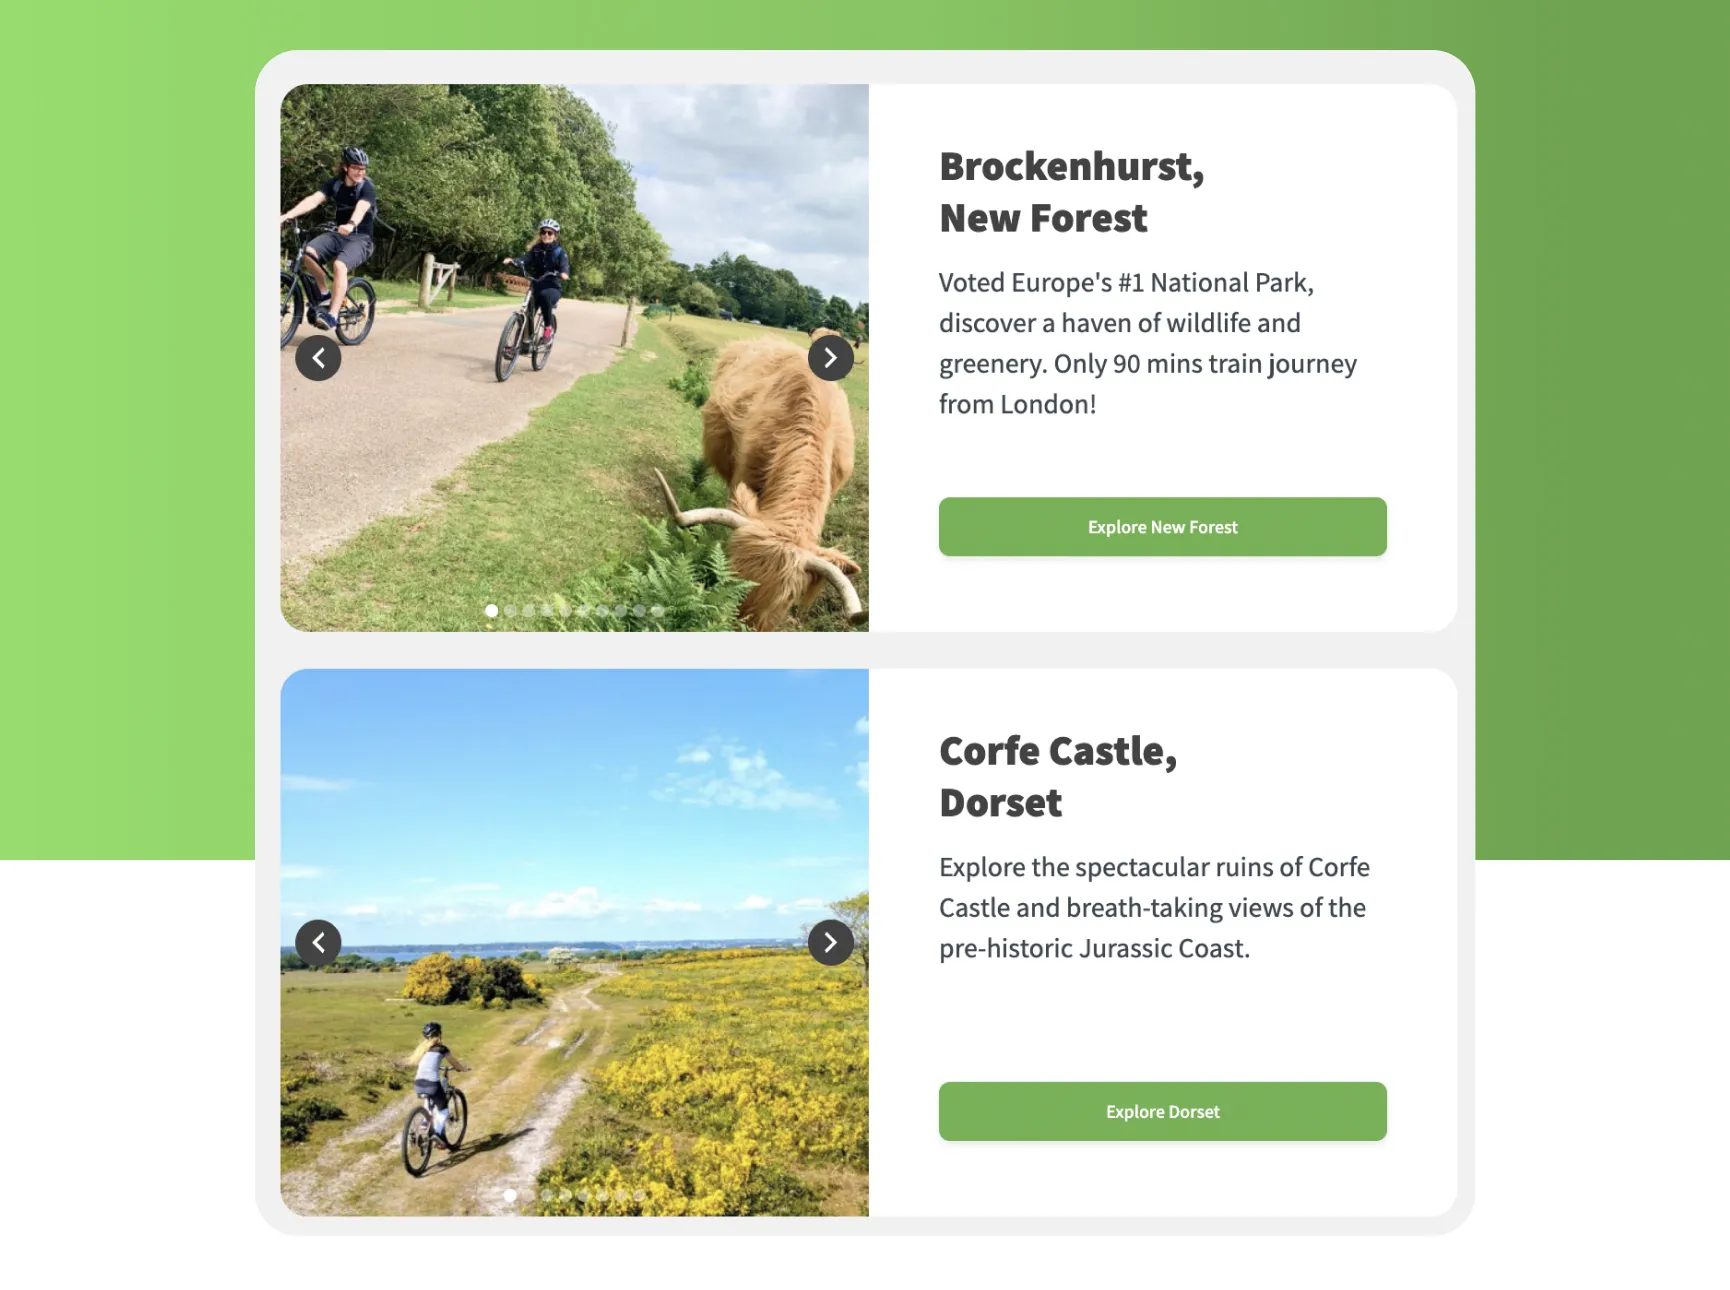 Brockenhurst,
New Forest
Voted Europe's #1 National Park,
discover a haven of wildlife and
greenery. Only 90 mins train journey
from London!
Explore New Forest
Corfe Castle,
Dorset
Explore the spectacular ruins of Corfe
Castle and breath-taking views of the
pre-historic Jurassic Coast.
Explore Dorset